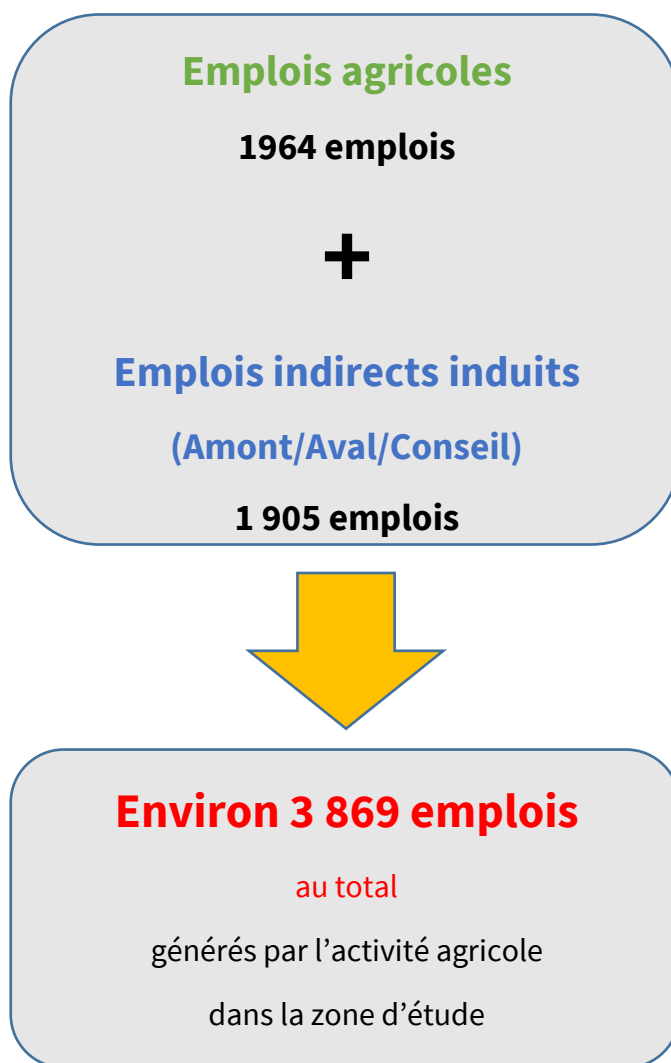 Emplois agricoles
1964 emplois
+
Emplois indirects induits
(Amont/Aval/Conseil)
1 905 emplois
Environ 3 869 emplois
au total
générés par l’activité agricole
dans la zone d’étude